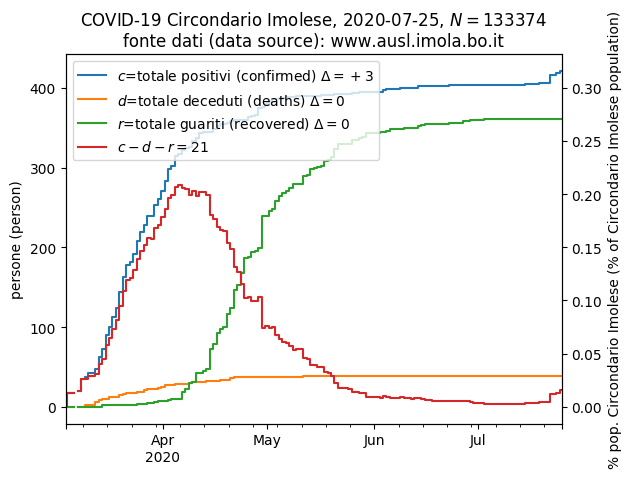 COVID-19 Circondario Imolese, 2020-07-25, N = 133374
fonte dati (data source): www.ausl.imola.bo.it
c=totale positivi (confirmed) Δ = +3
d=totale deceduti (deaths) Δ = 0
r=totale guariti (recovered) Δ = 0
c − d − r = 21
persone (person)
400
300
200
100
0
0.30
0.25
0.20
0.15
0.10
0.05
0.00
% pop. Circondario Imolese (% of Circondario Imolese population)
Apr
May
Jun
Jul
2020